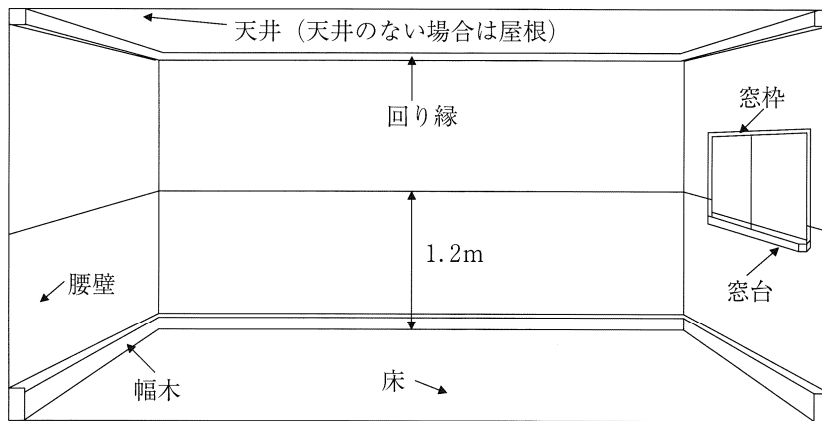 天井（天井のない場合は屋根）
回り縁
窓枠
1.2m
腰壁
窓台
幅木
床